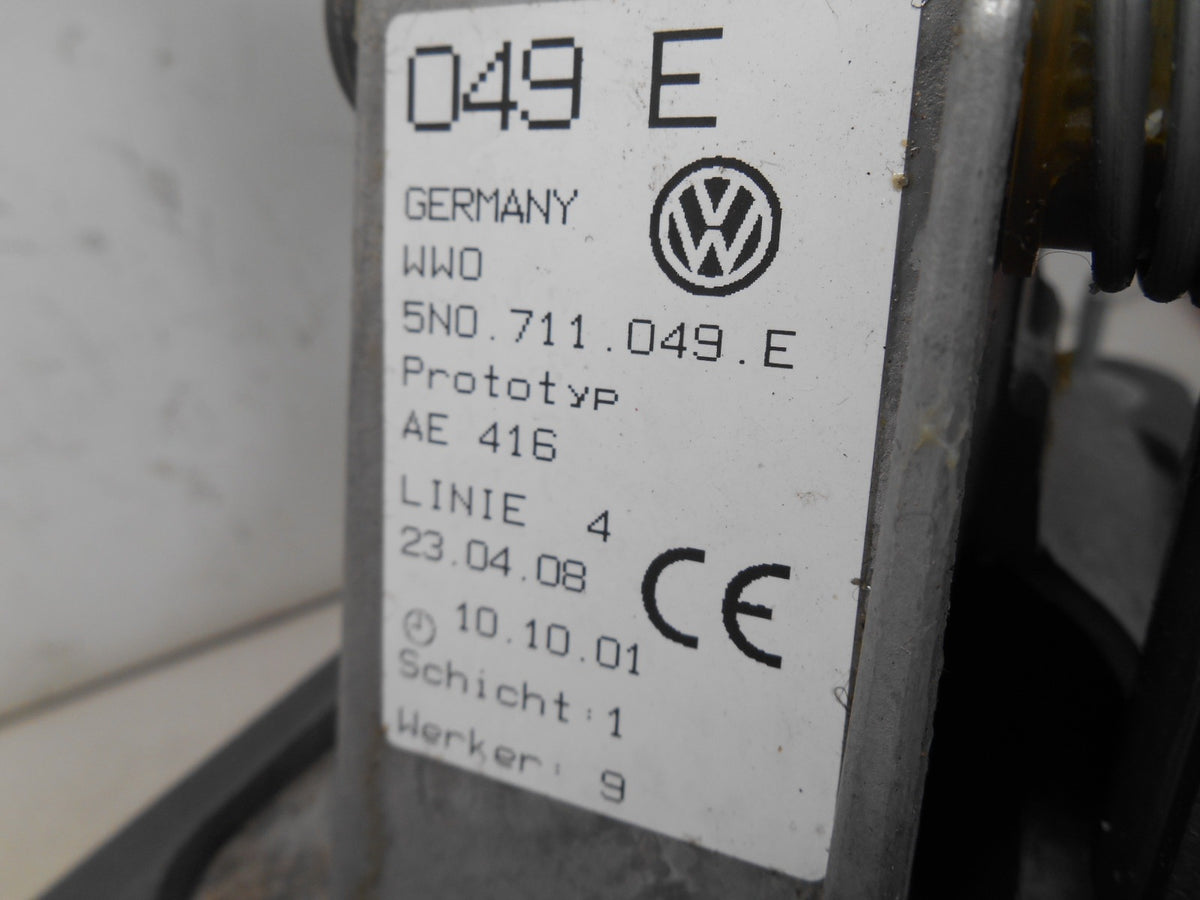 049 E
GERMANY
WWO
5N0.711.049.E
Prototyp
AE 416
LINIE 4
23.04.08
CE
10.10.01
Schicht:1
Werker: 9